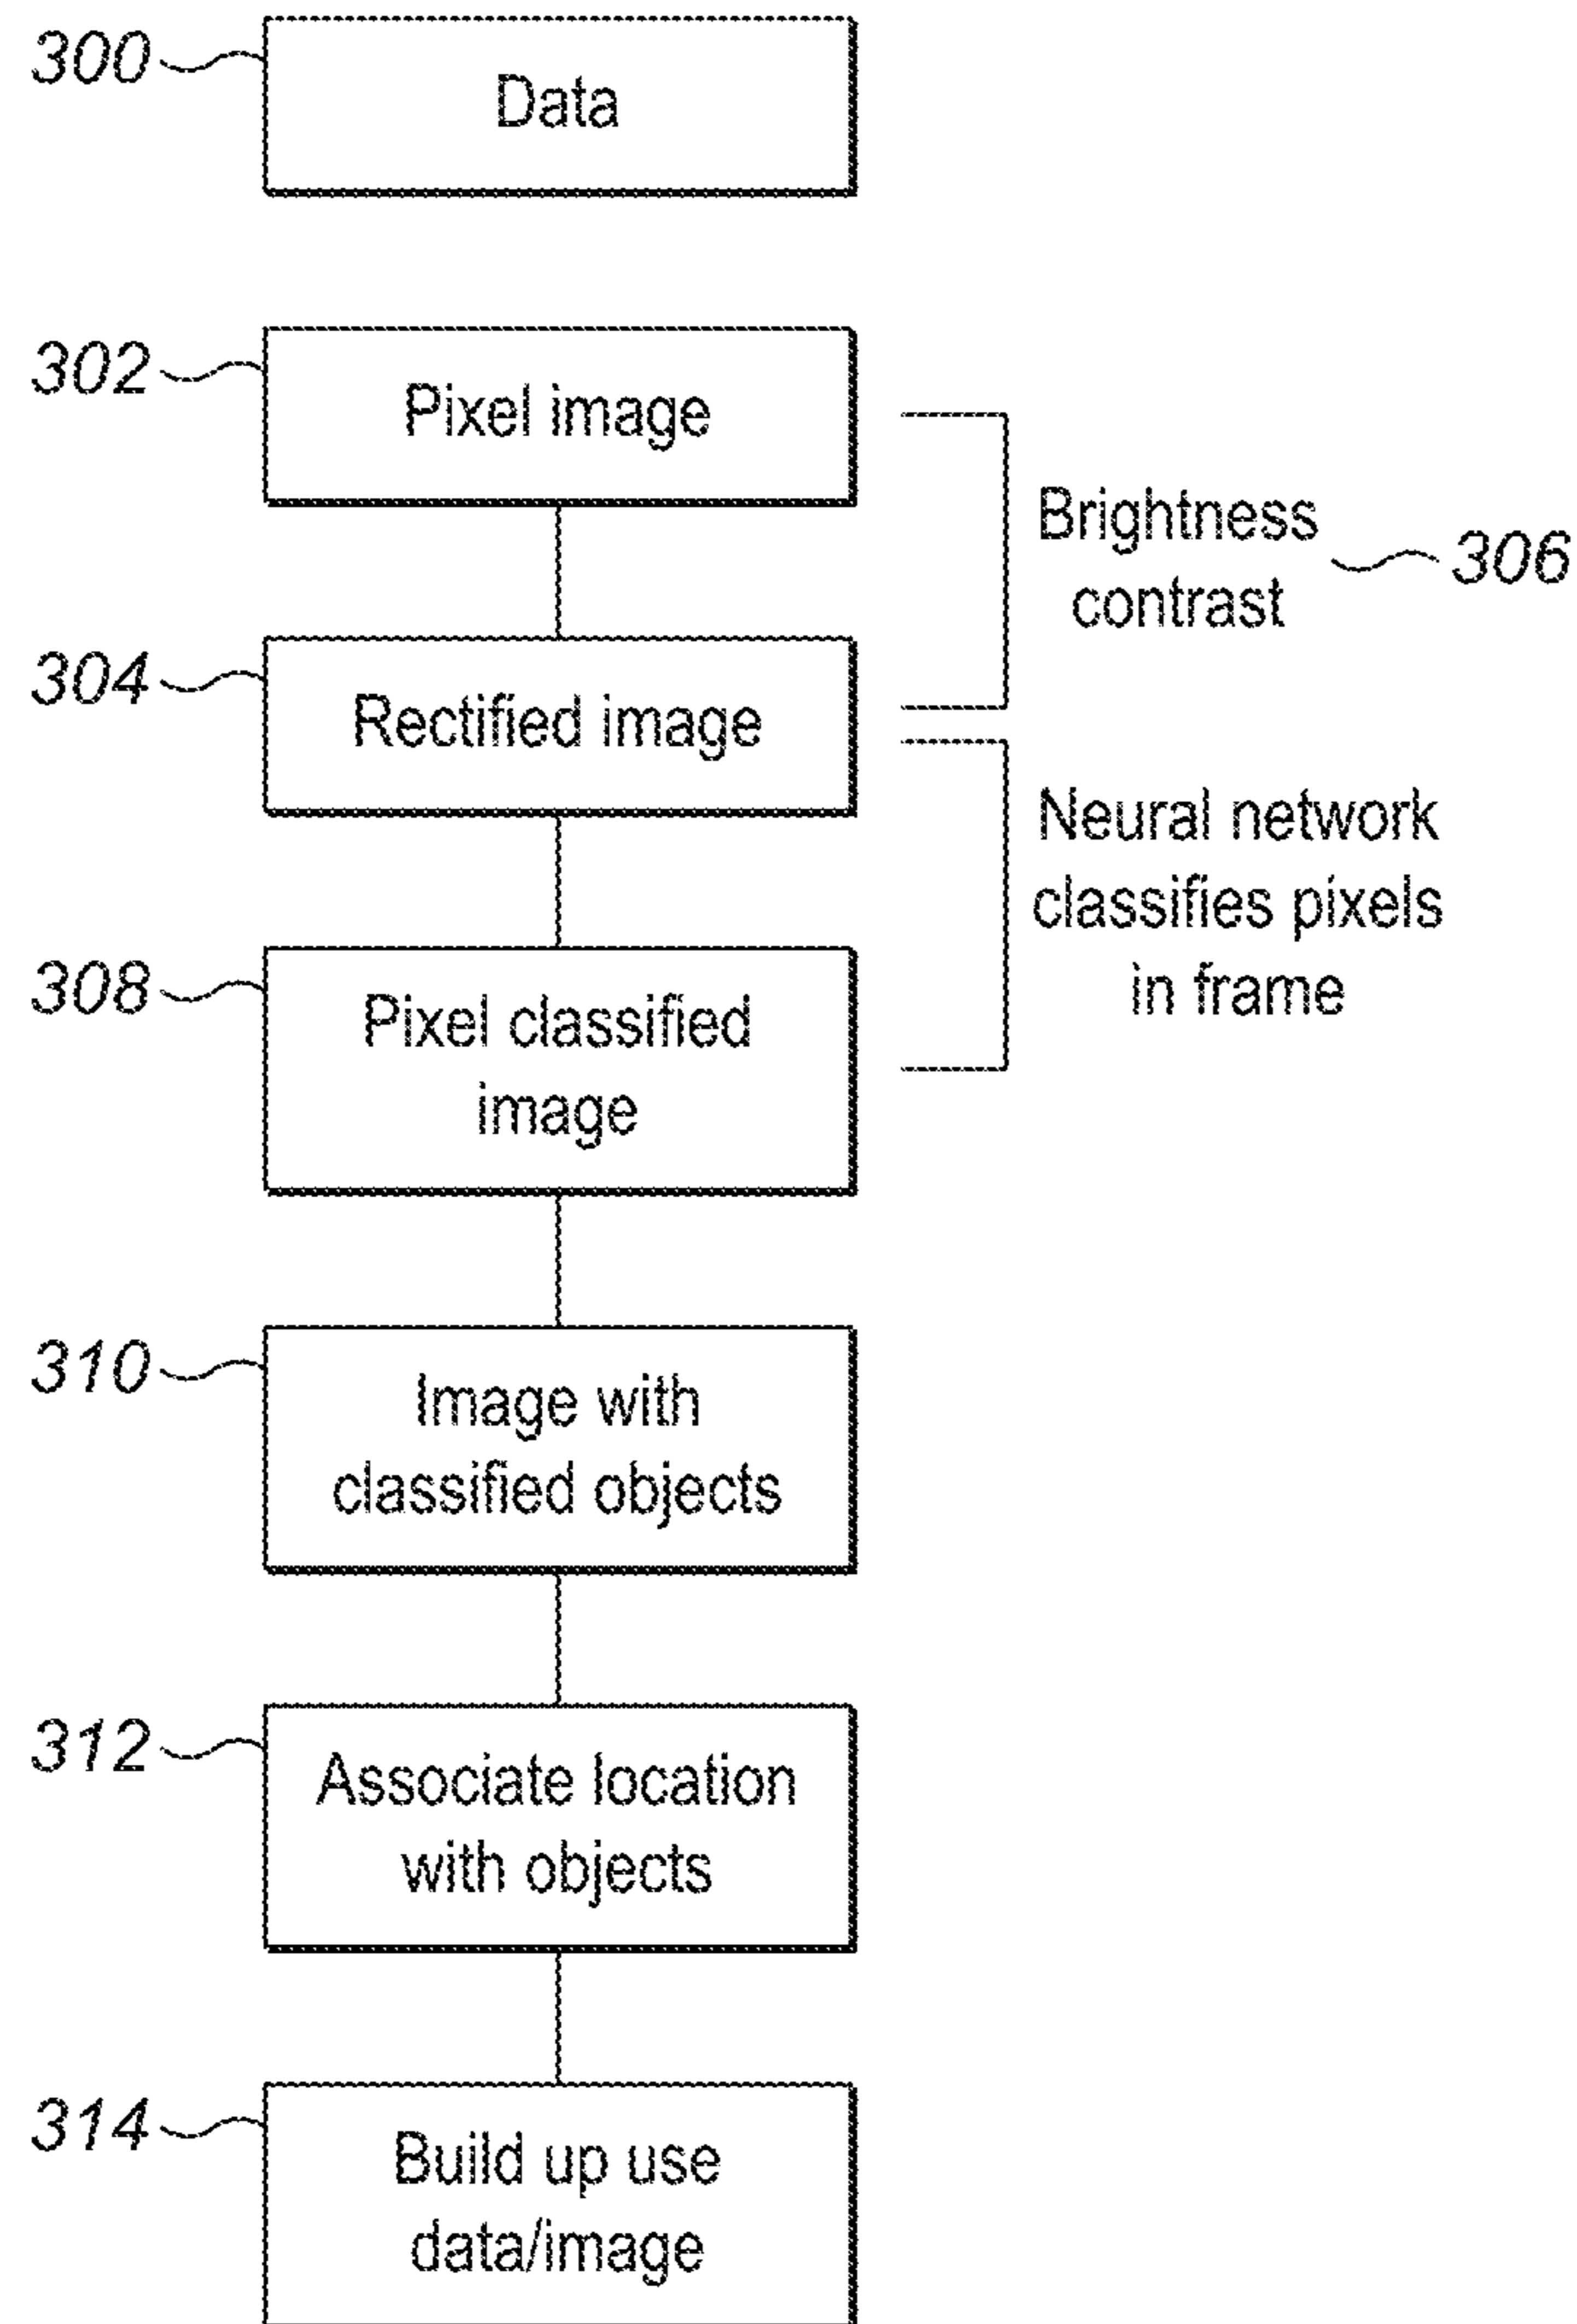 300
Data
302
Pixel image
Brightness
contrast
306
304
Rectified image
Neural network
classifies pixels
in frame
308
Pixel classified
image
310
Image with
classified objects
312
Associate location
with objects
314
Build up use
data/image